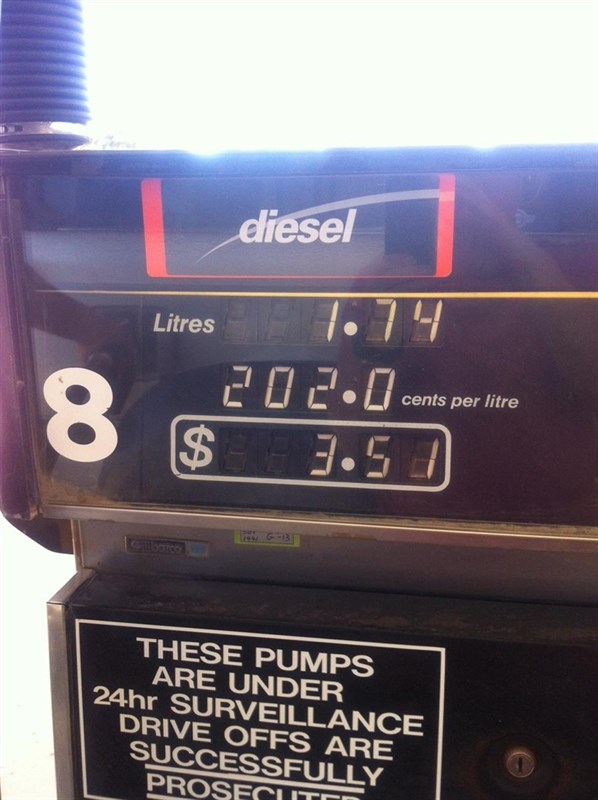 diesel
Litres 1.74
202.0 cents per litre
8
$ 3.51
THESE PUMPS
ARE UNDER
24hr SURVEILLANCE
DRIVE OFFS ARE
SUCCESSFULLY
PROSECUTED